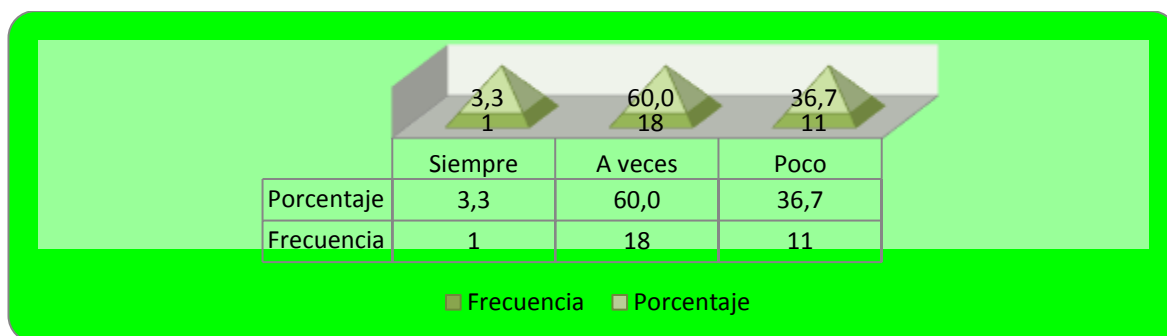 3,3 60,0 36,7
1 18 11
Siempre A veces Poco
Porcentaje 3,3 60,0 36,7
Frecuencia 1 18 11
Frecuencia Porcentaje